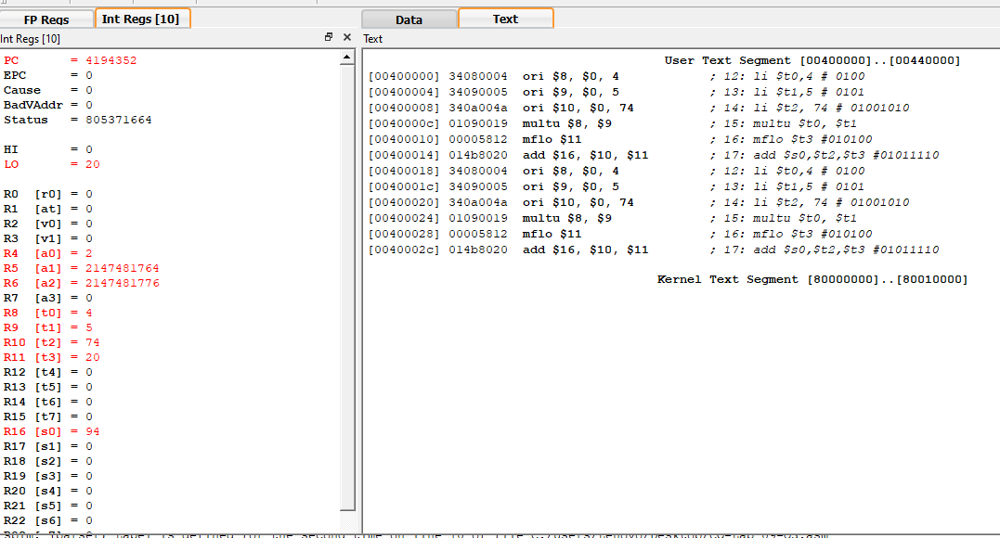 FP Regs Int Regs [10] Data Text
Int Regs [10] Text
PC = 4194352
EPC = 0
Cause = 0
BadVAddr = 0
Status = 805371664
HI = 0
LO = 20
R0 [r0] = 0
R1 [at] = 0
R2 [v0] = 0
R3 [v1] = 0
R4 [a0] = 2
R5 [a1] = 2147481764
R6 [a2] = 2147481776
R7 [a3] = 0
R8 [t0] = 4
R9 [t1] = 5
R10 [t2] = 74
R11 [t3] = 20
R12 [t4] = 0
R13 [t5] = 0
R14 [t6] = 0
R15 [t7] = 0
R16 [s0] = 94
R17 [s1] = 0
R18 [s2] = 0
R19 [s3] = 0
R20 [s4] = 0
R21 [s5] = 0
R22 [s6] = 0
User Text Segment [00400000]..[00440000]
[00400000] 34080004 ori $8, $0, 4 ; 12: li $t0,4 # 0100
[00400004] 34090005 ori $9, $0, 5 ; 13: li $t1,5 # 0101
[00400008] 340a004a ori $10, $0, 74 ; 14: li $t2, 74 # 01001010
[0040000c] 01090019 multu $8, $9 ; 15: multu $t0, $t1
[00400010] 00005812 mflo $11 ; 16: mflo $t3 #010100
[00400014] 014b8020 add $16, $10, $11 ; 17: add $s0,$t2,$t3 #01011110
[00400018] 34080004 ori $8, $0, 4 ; 12: li $t0,4 # 0100
[0040001c] 34090005 ori $9, $0, 5 ; 13: li $t1,5 # 0101
[00400020] 340a004a ori $10, $0, 74 ; 14: li $t2, 74 # 01001010
[00400024] 01090019 multu $8, $9 ; 15: multu $t0, $t1
[00400028] 00005812 mflo $11 ; 16: mflo $t3 #010100
[0040002c] 014b8020 add $16, $10, $11 ; 17: add $s0,$t2,$t3 #01011110
Kernel Text Segment [80000000]..[80010000]